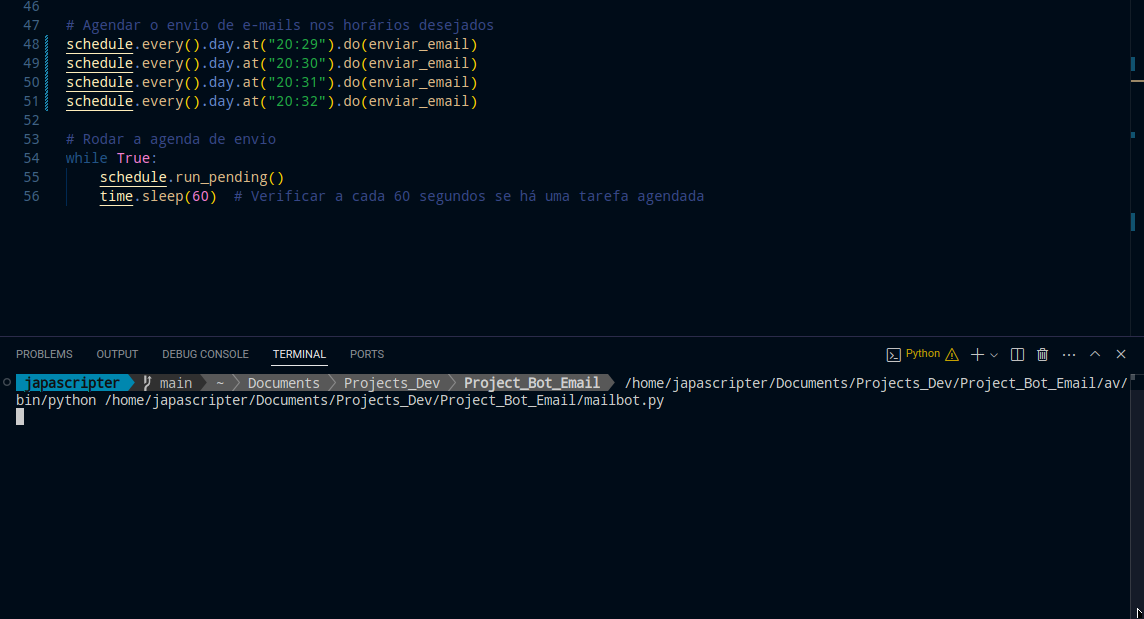 46
47 # Agendar o envio de e-mails nos horários desejados
48 schedule.every().day.at("20:29").do(enviar_email)
49 schedule.every().day.at("20:30").do(enviar_email)
50 schedule.every().day.at("20:31").do(enviar_email)
51 schedule.every().day.at("20:32").do(enviar_email)
52
53 # Rodar a agenda de envio
54 while True:
55 schedule.run_pending()
56 time.sleep(60) # Verificar a cada 60 segundos se há uma tarefa agendada
PROBLEMS OUTPUT DEBUG CONSOLE TERMINAL PORTS Python
japascripter main ~ Documents Projects_Dev Project_Bot_Email /home/japascripter/Documents/Projects_Dev/Project_Bot_Email/av/
bin/python /home/japascripter/Documents/Projects_Dev/Project_Bot_Email/mailbot.py